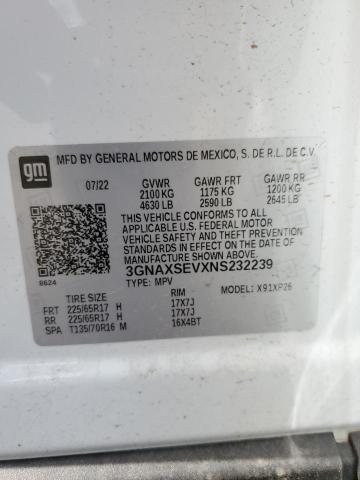 gm
MFD BY GENERAL MOTORS DE MEXICO, S. DE R.L. DE C.V.
07/22 GVWR GAWR FRT GAWR RR
2100 KG 1175 KG 1200 KG
4630 LB 2590 LB 2645 LB
THIS VEHICLE CONFORMS TO ALL
APPLICABLE U.S. FEDERAL MOTOR
VEHICLE SAFETY, BUMPER, AND THEFT
PREVENTION STANDARDS IN EFFECT ON
THE DATE OF MANUFACTURE SHOWN ABOVE.
3GNAXSEVXNS232239
8624
TYPE: MPV MODEL: X91XP26
TIRE SIZE RIM
FRT 225/65R17 H 17X7J
RR 225/65R17 H 17X7J
SPA T135/70R16 M 16X4BT